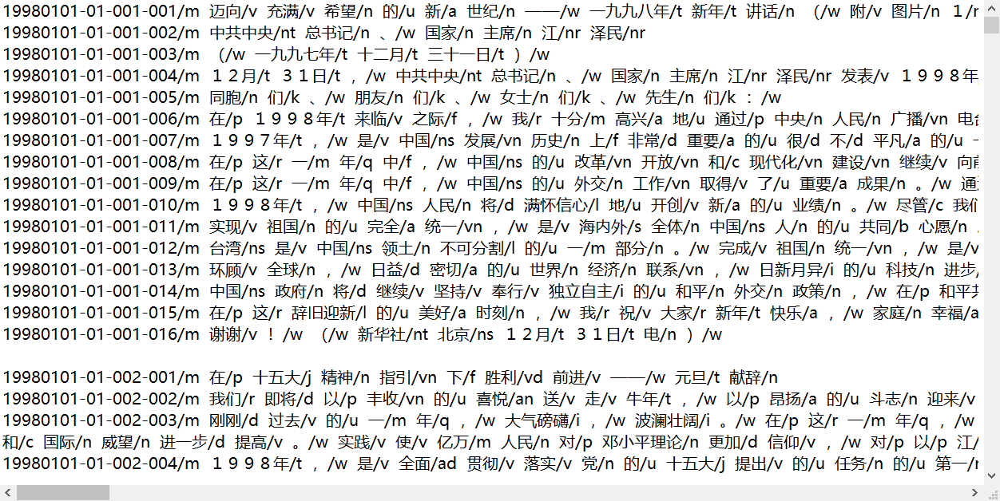 19980101-01-001-001/m 迈向/v 充满/v 希望/n 的/u 新/a 世纪/n ——/w 一九九八年/t 新年/t 讲话/n （/w 附/v 图片/n １/
19980101-01-001-002/m 中共中央/nt 总书记/n 、/w 国家/n 主席/n 江/nr 泽民/nr
19980101-01-001-003/m （/w 一九九七年/t 十二月/t 三十一日/t ）/w
19980101-01-001-004/m １２月/t ３１日/t ，/w 中共中央/nt 总书记/n 、/w 国家/n 主席/n 江/nr 泽民/nr 发表/v １９９８年
19980101-01-001-005/m 同胞/n 们/k 、/w 朋友/n 们/k 、/w 女士/n 们/k 、/w 先生/n 们/k ：/w
19980101-01-001-006/m 在/p １９９８年/t 来临/v 之际/f ，/w 我/r 十分/m 高兴/a 地/u 通过/p 中央/n 人民/n 广播/vn 电台
19980101-01-001-007/m １９９７年/t ，/w 是/v 中国/ns 发展/vn 历史/n 上/f 非常/d 重要/a 的/u 很/d 不/d 平凡/a 的/u
19980101-01-001-008/m 在/p 这/r 一/m 年/q 中/f ，/w 中国/ns 的/u 改革/vn 开放/vn 和/c 现代化/vn 建设/vn 继续/v 向前
19980101-01-001-009/m 在/p 这/r 一/m 年/q 中/f ，/w 中国/ns 的/u 外交/n 工作/vn 取得/v 了/u 重要/a 成果/n 。/w 通
19980101-01-001-010/m １９９８年/t ，/w 中国/ns 人民/n 将/d 满怀信心/l 地/u 开创/v 新/a 的/u 业绩/n 。/w 尽管/c 我们
19980101-01-001-011/m 实现/v 祖国/n 的/u 完全/a 统一/vn ，/w 是/v 海内外/s 全体/n 中国/ns 人/n 的/u 共同/b 心愿/n
19980101-01-001-012/m 台湾/ns 是/v 中国/ns 领土/n 不可分割/l 的/u 一/m 部分/n 。/w 完成/v 祖国/n 统一/vn ，/w 是/v
19980101-01-001-013/m 环顾/v 全球/n ，/w 日益/d 密切/a 的/u 世界/n 经济/n 联系/vn ，/w 日新月异/i 的/u 科技/n 进步/
19980101-01-001-014/m 中国/ns 政府/n 将/d 继续/v 坚持/v 奉行/v 独立自主/i 的/u 和平/n 外交/n 政策/n ，/w 在/p 和平共
19980101-01-001-015/m 在/p 这/r 辞旧迎新/l 的/u 美好/a 时刻/n ，/w 我/r 祝/v 大家/r 新年/t 快乐/a ，/w 家庭/n 幸福/a
19980101-01-001-016/m 谢谢/v ！/w （/w 新华社/nt 北京/ns １２月/t ３１日/t 电/n ）/w
19980101-01-002-001/m 在/p 十五大/j 精神/n 指引/vn 下/f 胜利/vd 前进/v ——/w 元旦/t 献辞/n
19980101-01-002-002/m 我们/r 即将/d 以/p 丰收/vn 的/u 喜悦/an 送/v 走/v 牛年/t ，/w 以/p 昂扬/a 的/u 斗志/n 迎来/v
19980101-01-002-003/m 刚刚/d 过去/v 的/u 一/m 年/q ，/w 大气磅礴/i ，/w 波澜壮阔/i 。/w 在/p 这/r 一/m 年/q ，/w
和/c 国际/n 威望/n 进一步/d 提高/v 。/w 实践/v 使/v 亿万/m 人民/n 对/p 邓小平理论/n 更加/d 信仰/v ，/w 对/p 以/p 江/
19980101-01-002-004/m １９９８年/t ，/w 是/v 全面/ad 贯彻/v 落实/v 党/n 的/u 十五大/j 提出/v 的/u 任务/n 的/u 第一/